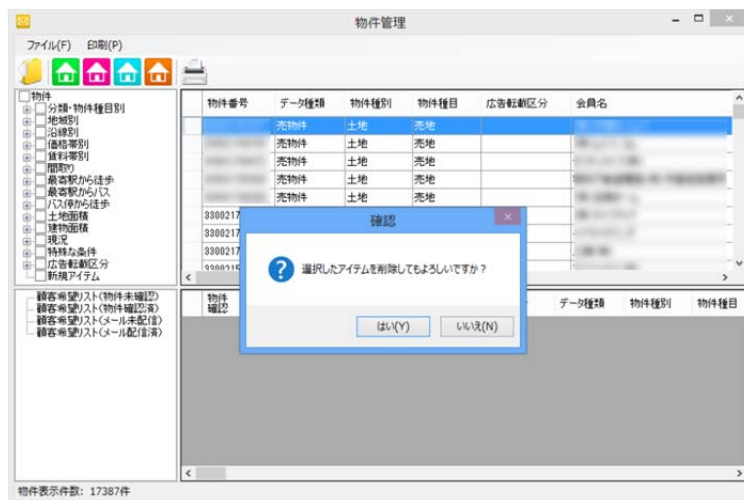 物件管理
ファイル(F) 印刷(P)
物件
分類・物件種目別
地域別
沿線別
価格帯別
賃料帯別
間取り
最寄駅から徒歩
最寄駅からバス
バス停から徒歩
土地面積
建物面積
現況
特殊な条件
広告転載区分
新規アイテム
物件番号 データ種類 物件種別 物件種目 広告転載区分 会員名
売物件 土地 売地
売物件 土地 売地
売物件 土地 売地
売物件 土地 売地
売物件 土地 売地
3300217
3300217
3300217
確認
選択したアイテムを削除してもよろしいですか？
はい(Y) いいえ(N)
顧客希望リスト(物件未確認)
顧客希望リスト(物件確認済)
顧客希望リスト(メール未配信)
顧客希望リスト(メール配信済)
物件
確認
データ種類 物件種別 物件種目
物件表示件数: 17387件